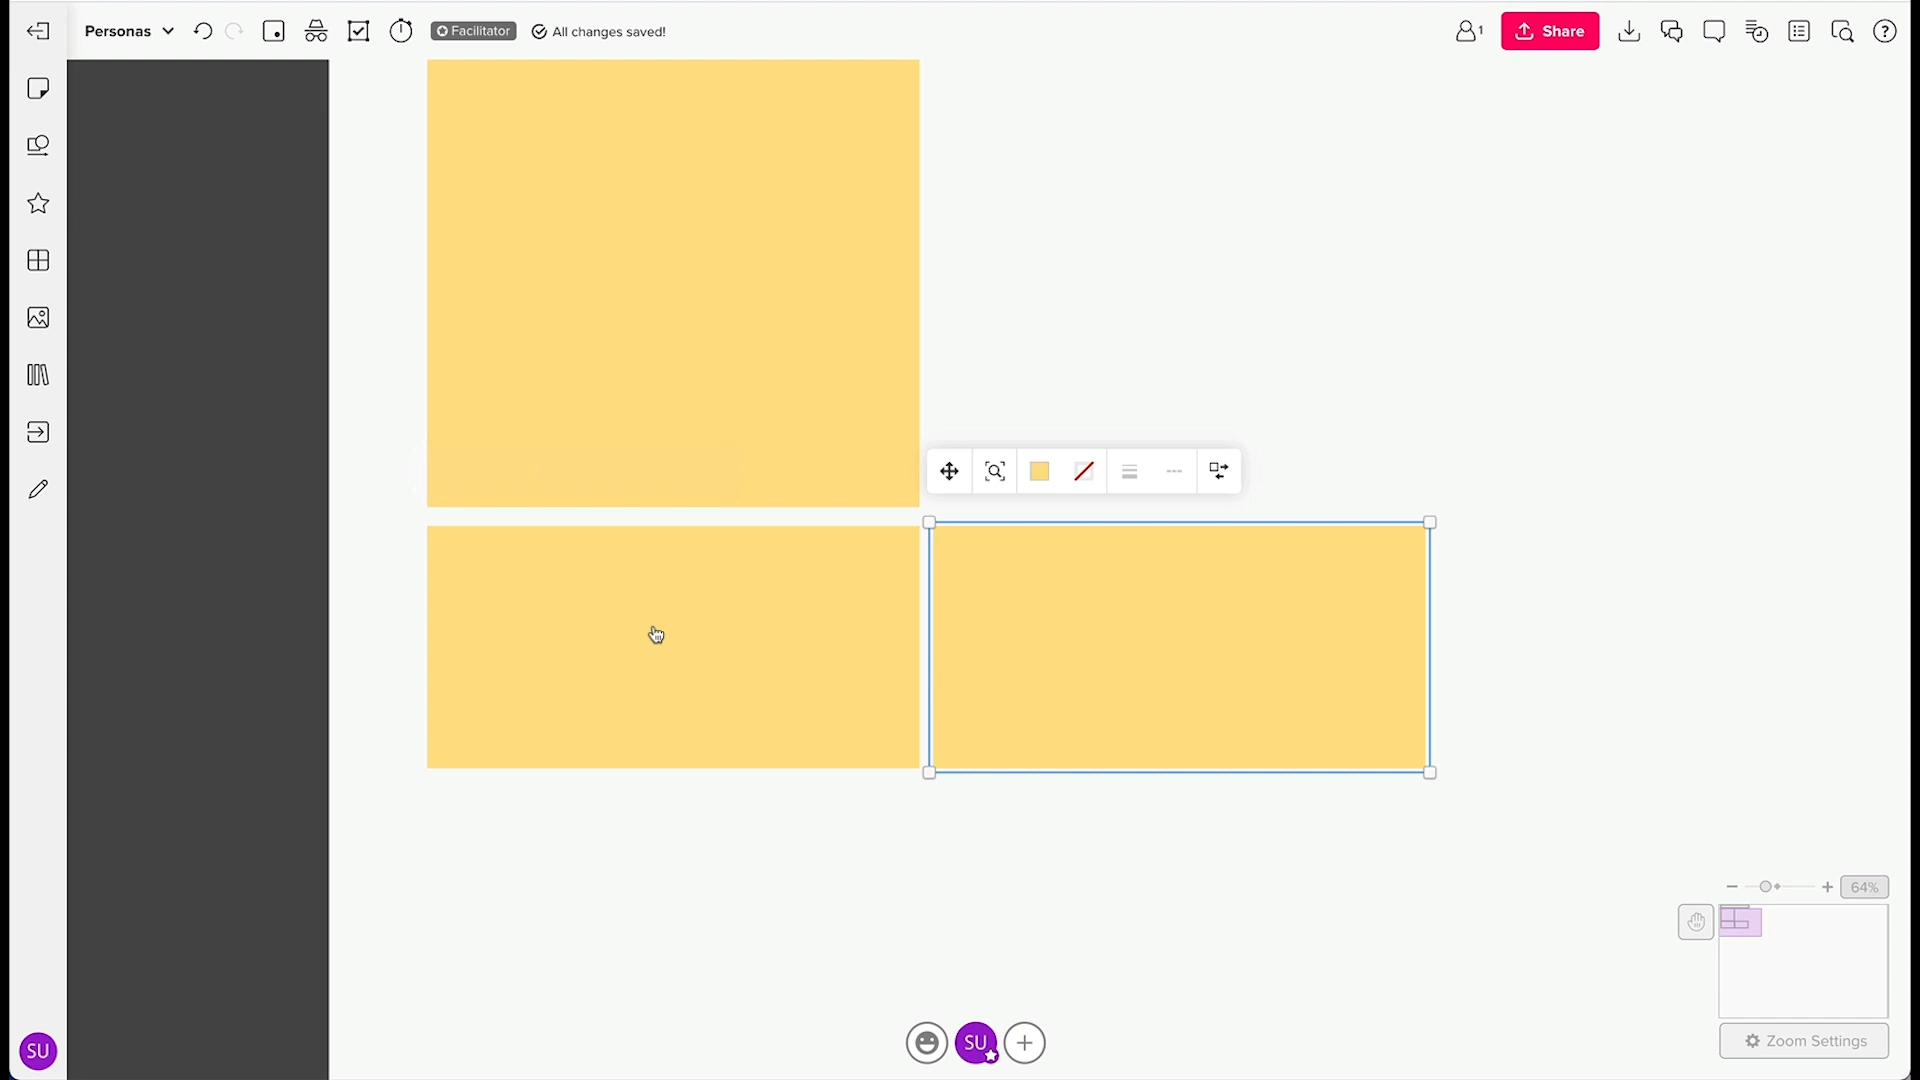 Personas
Facilitator
All changes saved!
1
Share
64%
Zoom Settings
SU
SU